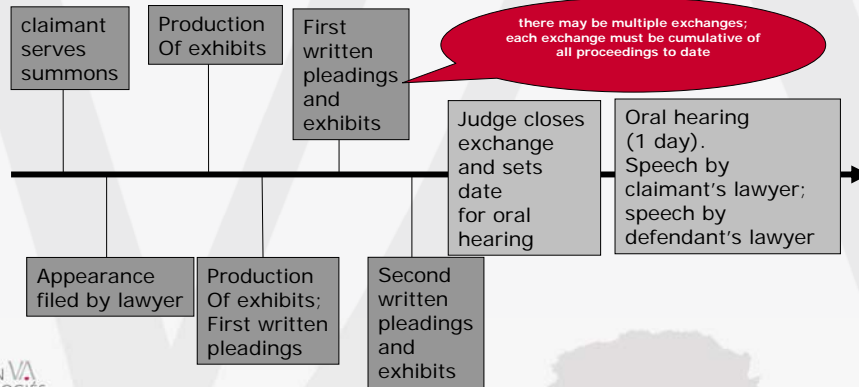 claimant
serves
summons
Production
Of exhibits
First
written
pleadings
and
exhibits
there may be multiple exchanges;
each exchange must be cumulative of
all proceedings to date
Judge closes
exchange
and sets
date
for oral
hearing
Oral hearing
(1 day).
Speech by
claimant's lawyer;
speech by
defendant's lawyer
Appearance
filed by lawyer
Production
Of exhibits;
First written
pleadings
Second
written
pleadings
and
exhibits